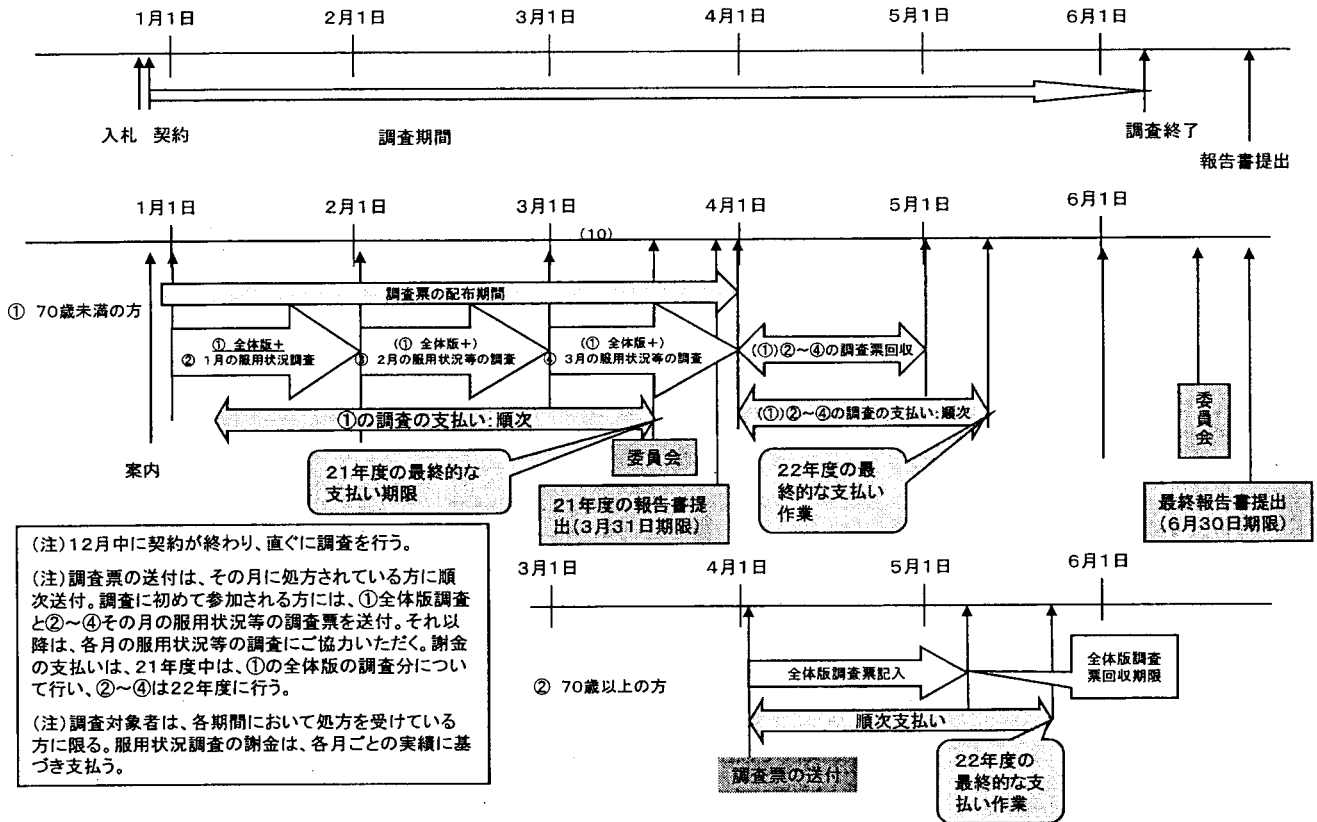 1月1日 2月1日 3月1日 4月1日 5月1日 6月1日
入札 契約
調査期間
調査終了
報告書提出
1月1日 2月1日 3月1日 4月1日 5月1日 6月1日
(10)
① 70歳未満の方
調査票の配布期間
① 全体版+
② 1月の服用状況調査
(① 全体版+)
③ 2月の服用状況等の調査
(① 全体版+)
④ 3月の服用状況等の調査
(①)②～④の調査票回収
①の調査の支払い:順次
(①)②～④の調査の支払い:順次
案内
21年度の最終的な
支払い期限
委員会
21年度の報告書提
出(3月31日期限)
22年度の最
終的な支払い
作業
委員会
最終報告書提出
(6月30日期限)
(注)12月中に契約が終わり、直ぐに調査を行う。
(注)調査票の送付は、その月に処方されている方に順
次送付。調査に初めて参加される方には、①全体版調査
と②～④その月の服用状況等の調査票を送付。それ以
降は、各月の服用状況等の調査にご協力いただく。謝金
の支払いは、21年度中は、①の全体版の調査分につい
て行い、②～④は22年度に行う。
(注)調査対象者は、各期間において処方を受けている
方に限る。服用状況調査の謝金は、各月ごとの実績に基
づき支払う。
3月1日 4月1日 5月1日 6月1日
② 70歳以上の方
全体版調査票記入
全体版調査
票回収期限
順次支払い
調査票の送付
22年度の
最終的な支
払い作業